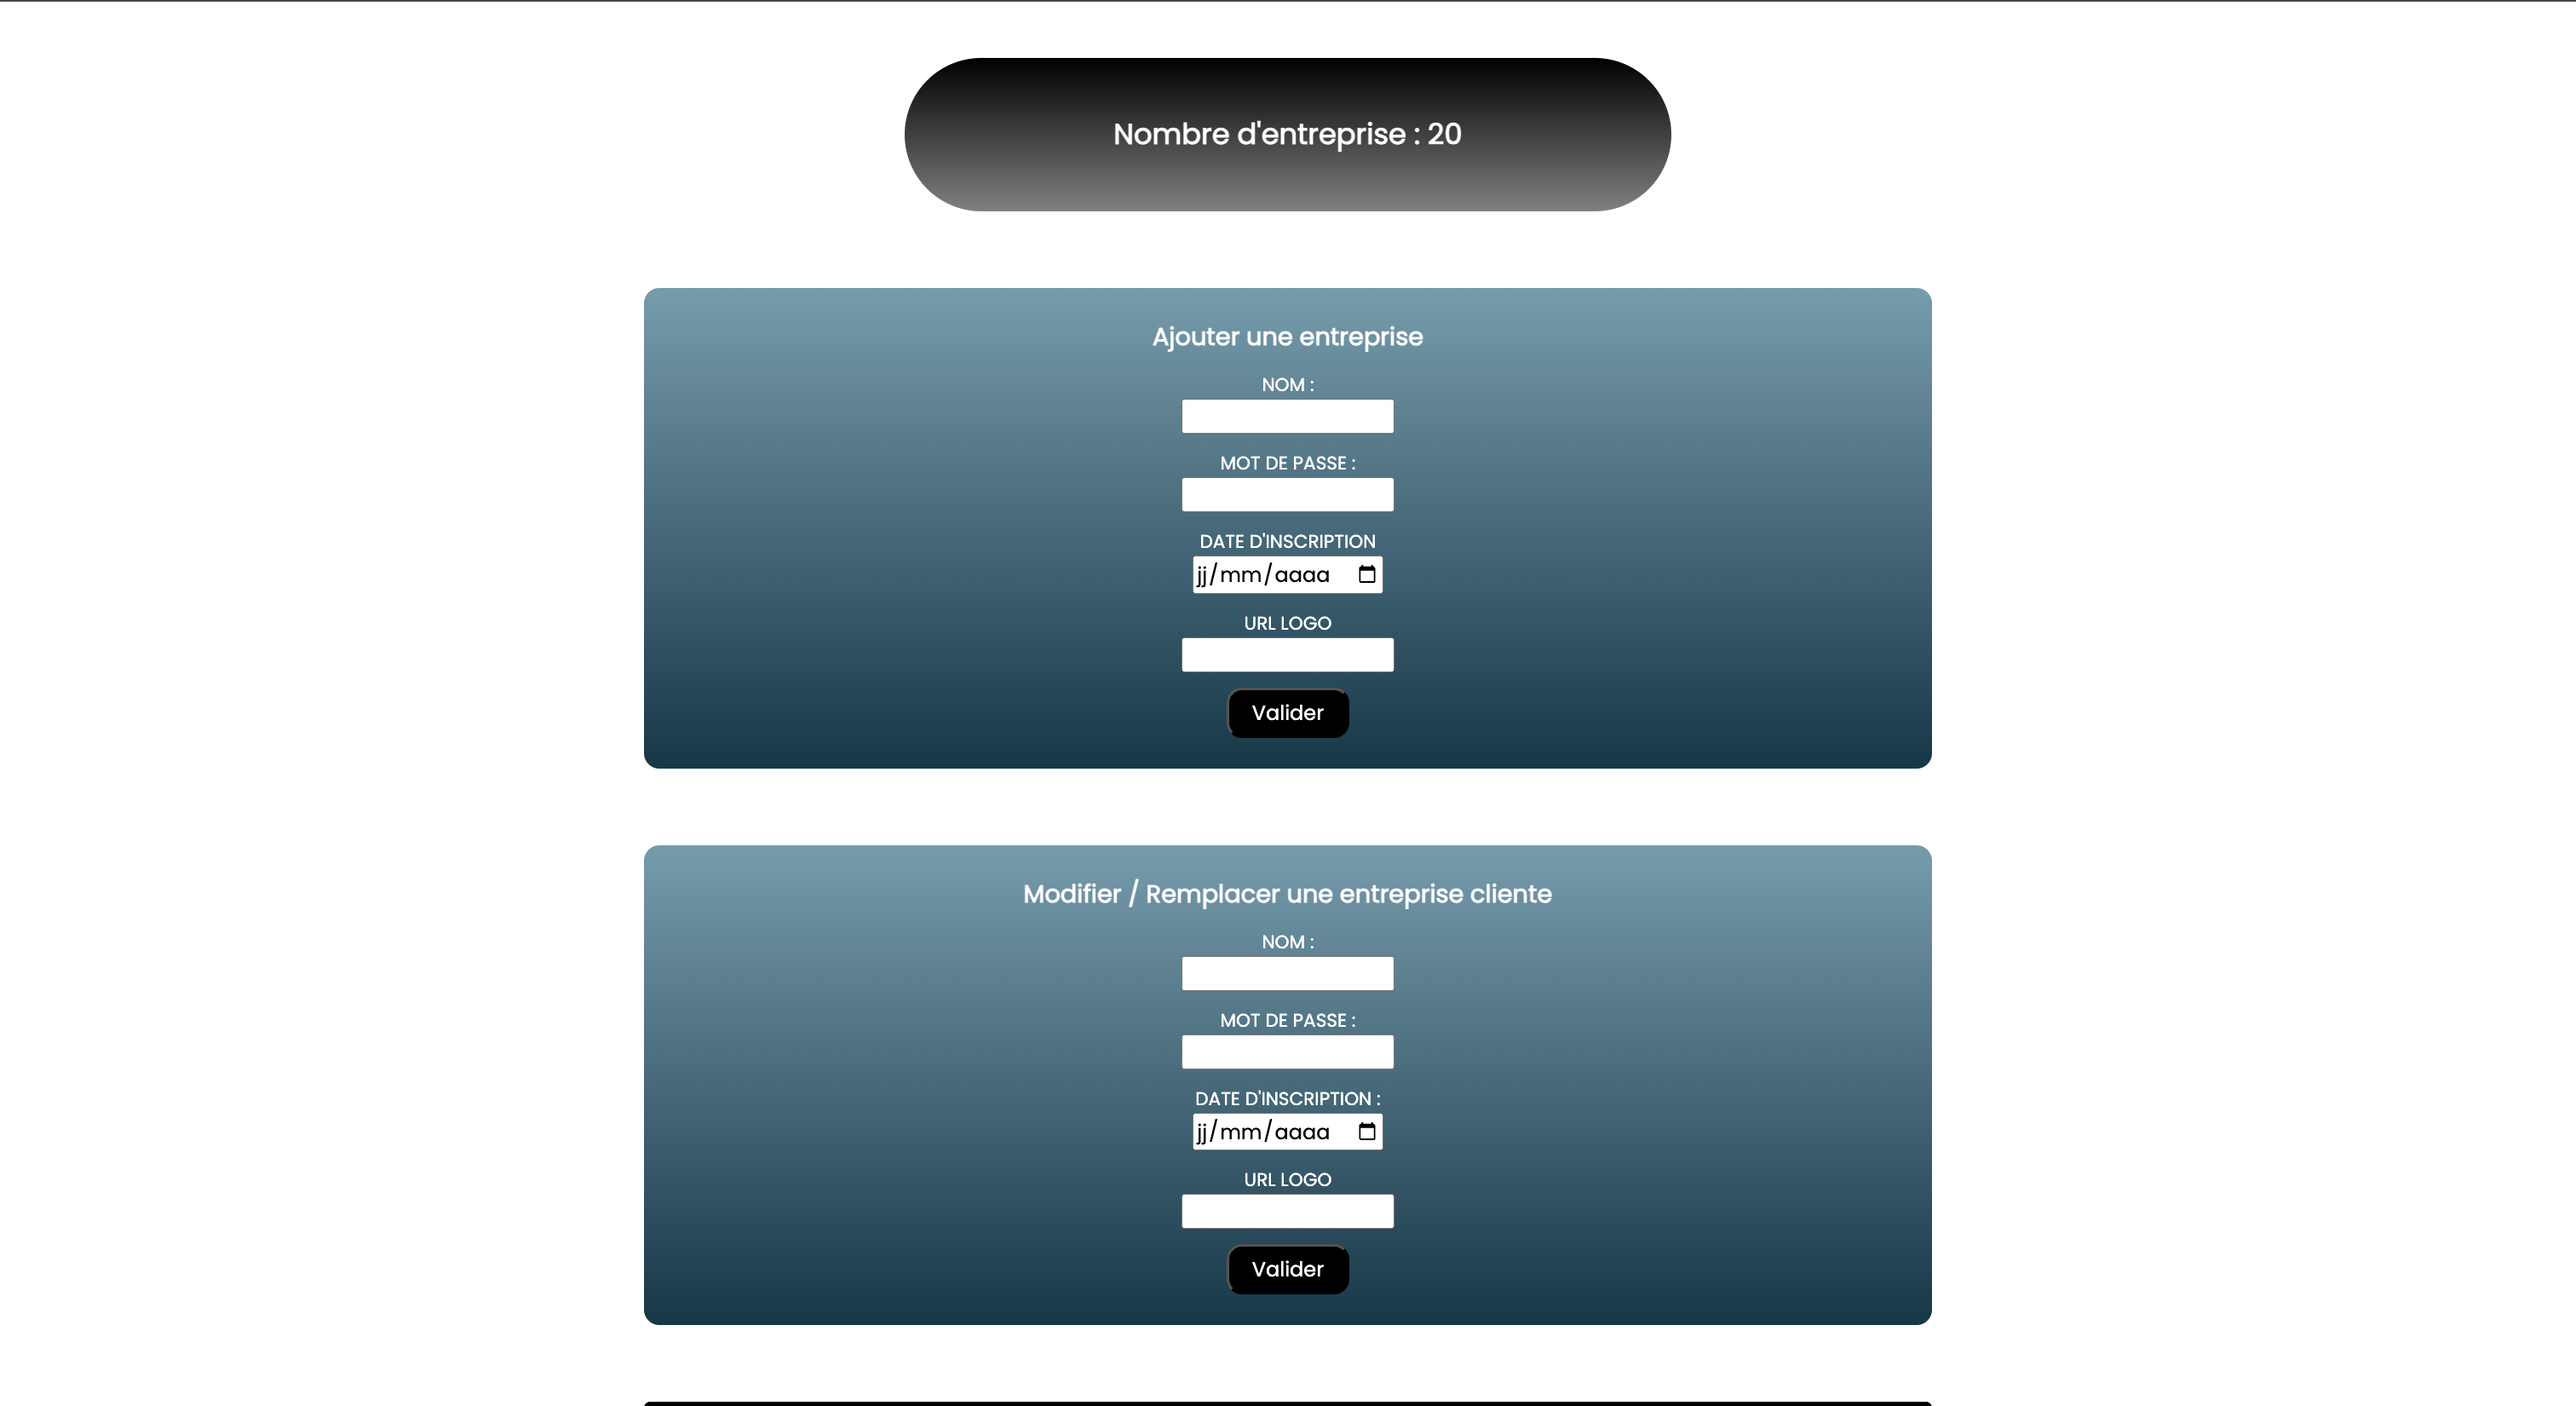 Nombre d'entreprise : 20
Ajouter une entreprise
NOM :
MOT DE PASSE :
DATE D'INSCRIPTION
jj/mm/aaaa
URL LOGO
Valider
Modifier / Remplacer une entreprise cliente
NOM :
MOT DE PASSE :
DATE D'INSCRIPTION :
jj/mm/aaaa
URL LOGO
Valider